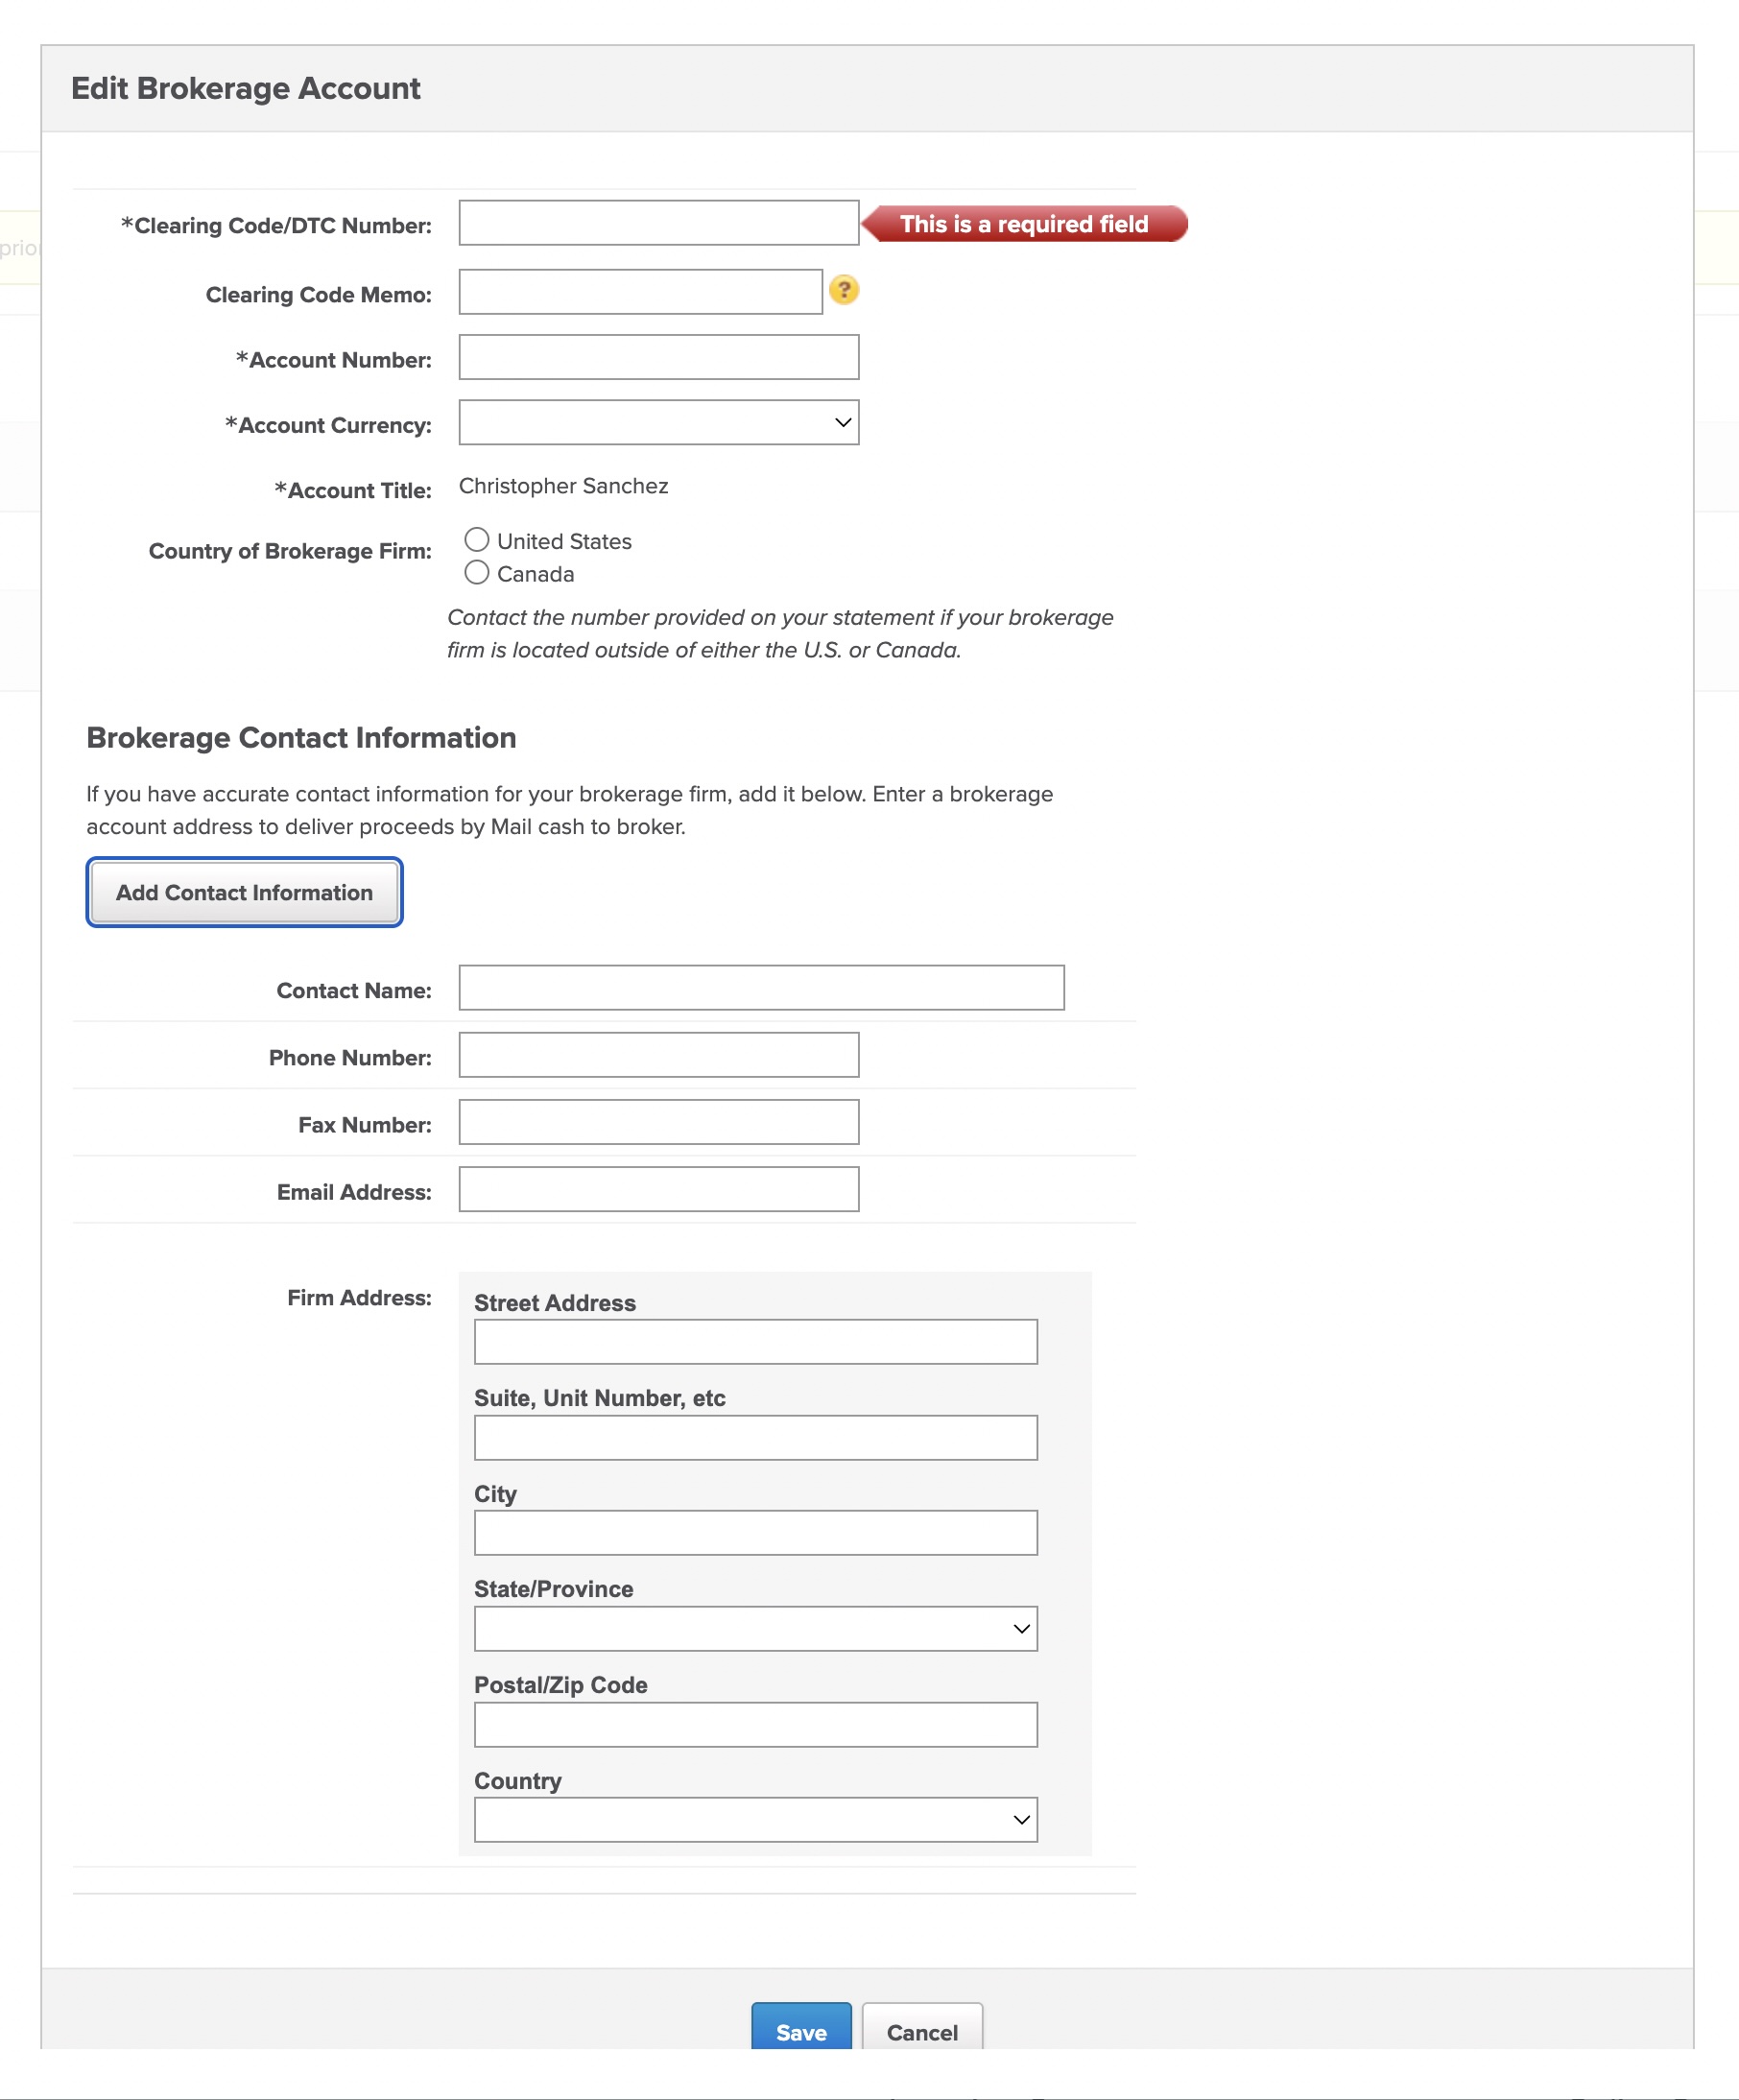 Edit Brokerage Account
*Clearing Code/DTC Number:
This is a required field
Clearing Code Memo:
?
*Account Number:
*Account Currency:
*Account Title: Christopher Sanchez
Country of Brokerage Firm:
United States
Canada
Contact the number provided on your statement if your brokerage
firm is located outside of either the U.S. or Canada.
Brokerage Contact Information
If you have accurate contact information for your brokerage firm, add it below. Enter a brokerage
account address to deliver proceeds by Mail cash to broker.
Add Contact Information
Contact Name:
Phone Number:
Fax Number:
Email Address:
Firm Address:
Street Address
Suite, Unit Number, etc
City
State/Province
Postal/Zip Code
Country
Save
Cancel